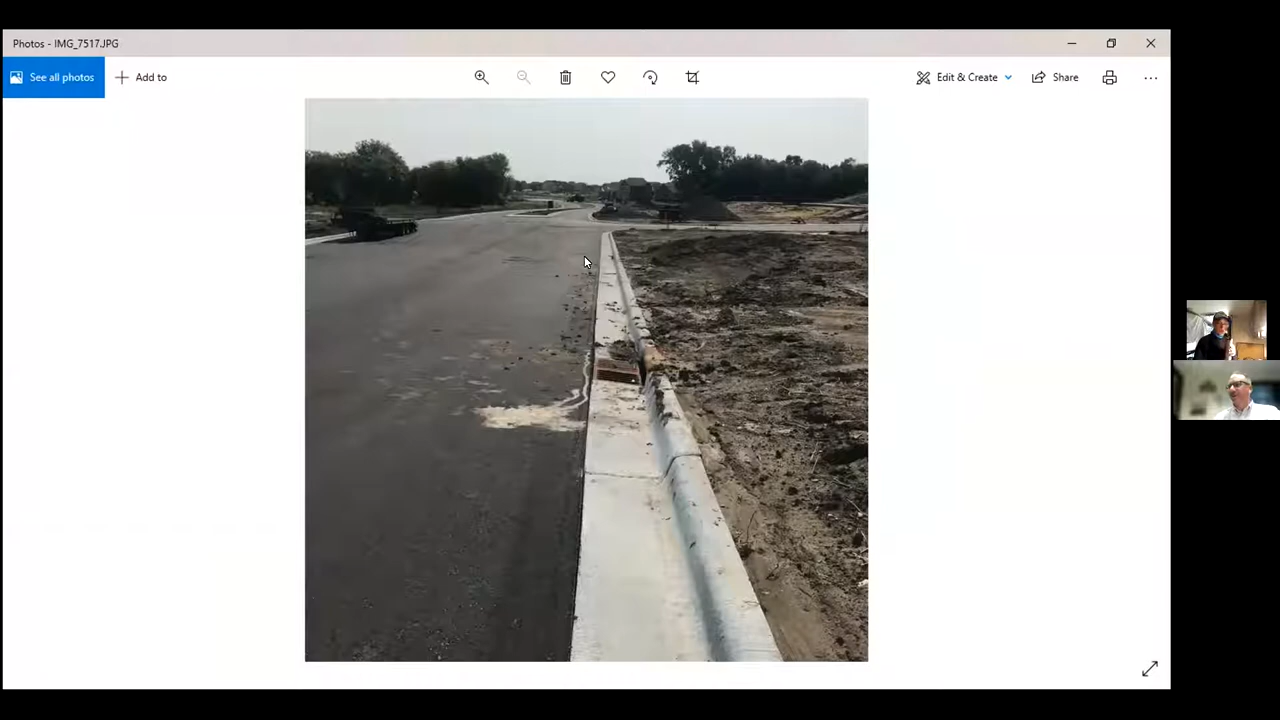 Photos - IMG_7517.JPG
See all photos
Add to
Edit & Create
Share